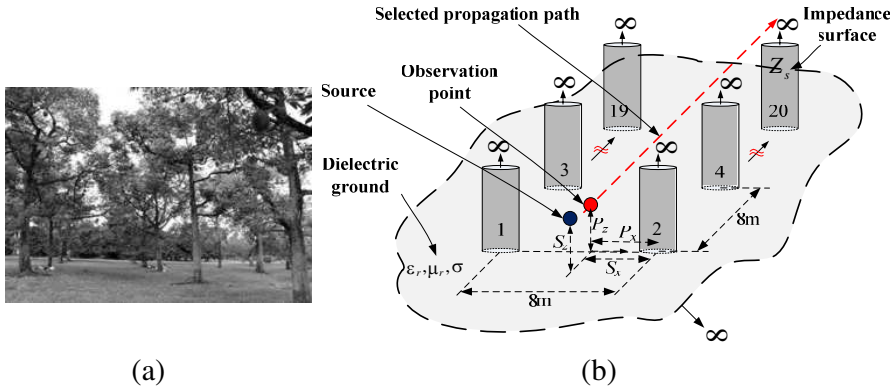 Selected propagation path
Impedance
surface
Observation
point
Source
Dielectric
ground
∞
∞
∞
∞
∞
∞
Z_s
19
20
3
4
1
2
≈
≈
P_z
P_x
S_z
S_x
8m
8m
ε_r,μ_r,σ
∞
(a)
(b)